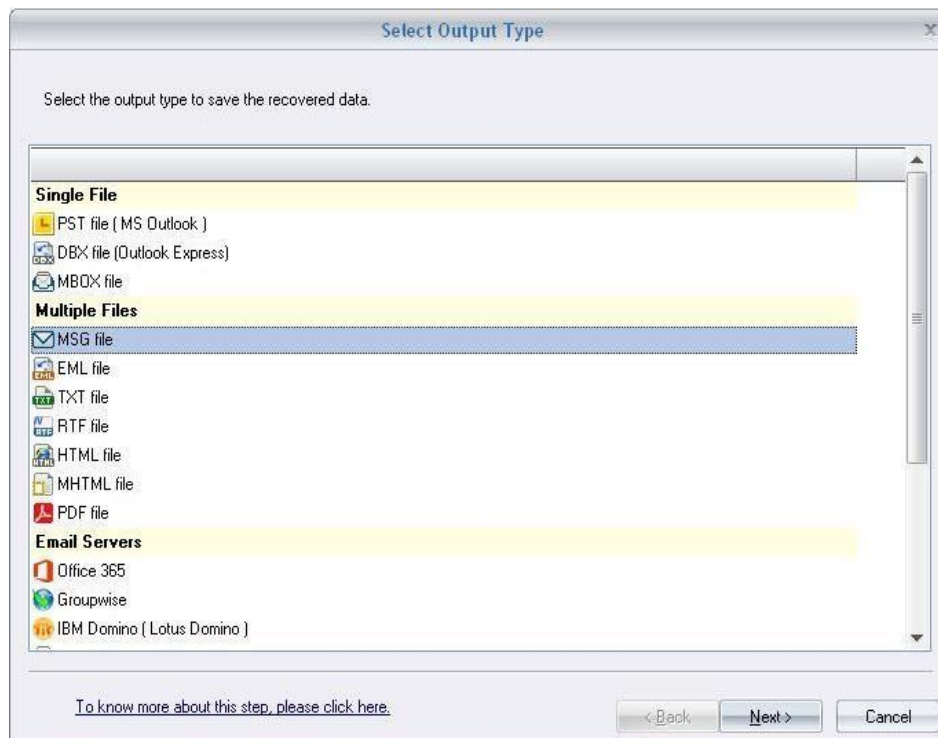 Select Output Type
Select the output type to save the recovered data.
Single File
PST file ( MS Outlook )
DBX file (Outlook Express)
MBOX file
Multiple Files
MSG file
EML file
TXT file
RTF file
HTML file
MHTML file
PDF file
Email Servers
Office 365
Groupwise
IBM Domino ( Lotus Domino )
To know more about this step, please click here.
< Back
Next >
Cancel